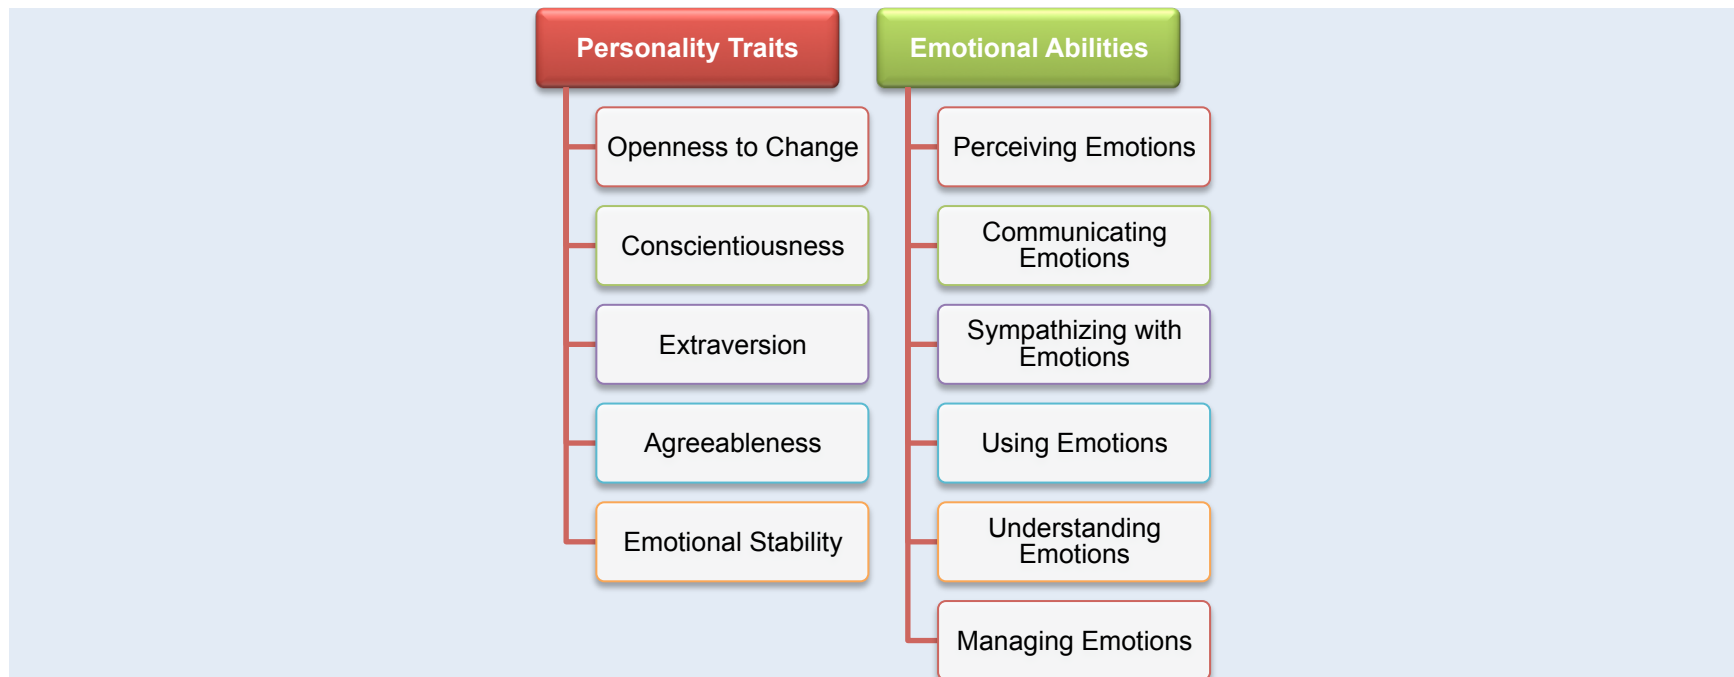 Personality Traits
Openness to Change
Conscientiousness
Extraversion
Agreeableness
Emotional Stability
Emotional Abilities
Perceiving Emotions
Communicating
Emotions
Sympathizing with
Emotions
Using Emotions
Understanding
Emotions
Managing Emotions